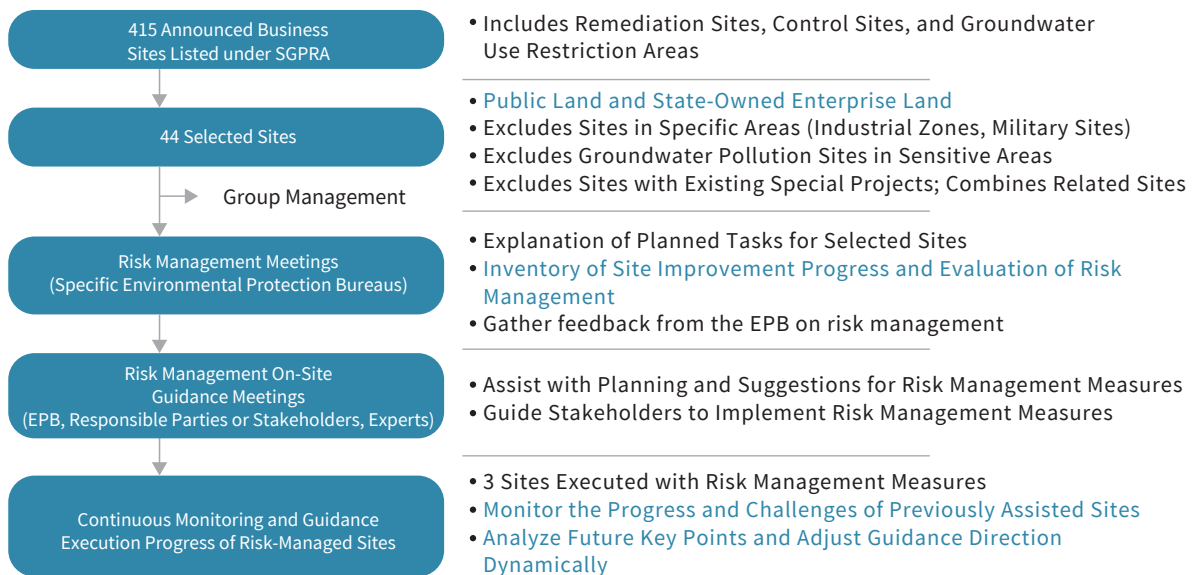 415 Announced Business
Sites Listed under SGPRA
• Includes Remediation Sites, Control Sites, and Groundwater
Use Restriction Areas
44 Selected Sites
• Public Land and State-Owned Enterprise Land
• Excludes Sites in Specific Areas (Industrial Zones, Military Sites)
• Excludes Groundwater Pollution Sites in Sensitive Areas
• Excludes Sites with Existing Special Projects; Combines Related Sites
Group Management
Risk Management Meetings
(Specific Environmental Protection Bureaus)
• Explanation of Planned Tasks for Selected Sites
• Inventory of Site Improvement Progress and Evaluation of Risk
Management
• Gather feedback from the EPB on risk management
Risk Management On-Site
Guidance Meetings
(EPB, Responsible Parties or Stakeholders, Experts)
• Assist with Planning and Suggestions for Risk Management Measures
• Guide Stakeholders to Implement Risk Management Measures
Continuous Monitoring and Guidance
Execution Progress of Risk-Managed Sites
• 3 Sites Executed with Risk Management Measures
• Monitor the Progress and Challenges of Previously Assisted Sites
• Analyze Future Key Points and Adjust Guidance Direction
Dynamically